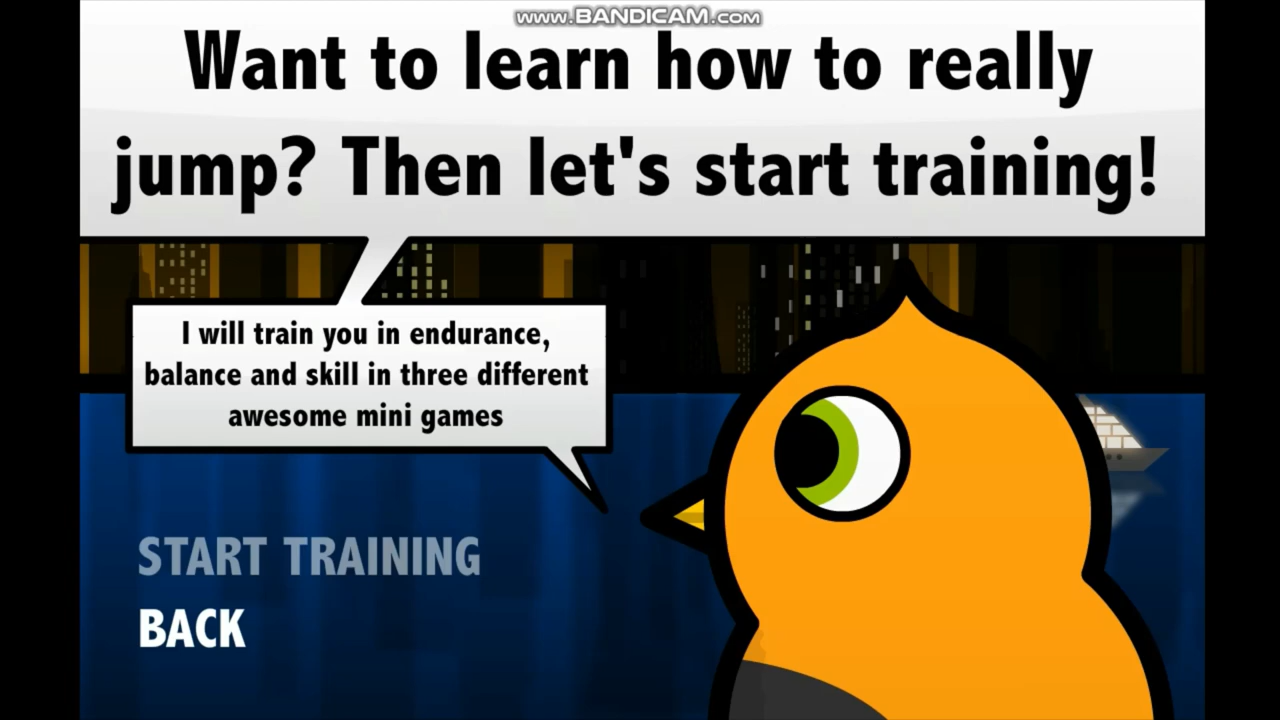 www.BANDICAM.com
Want to learn how to really
jump? Then let's start training!
I will train you in endurance,
balance and skill in three different
awesome mini games
START TRAINING
BACK